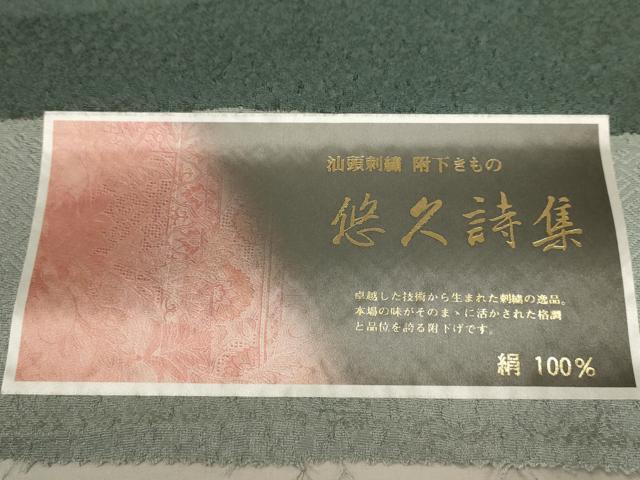 汕頭刺繍 附下きもの
悠久詩集
卓越した技術から生まれた刺繍の逸品。
本場の味がそのまゝに活かされた格調
と品位を誇る附下げです。
絹 100%